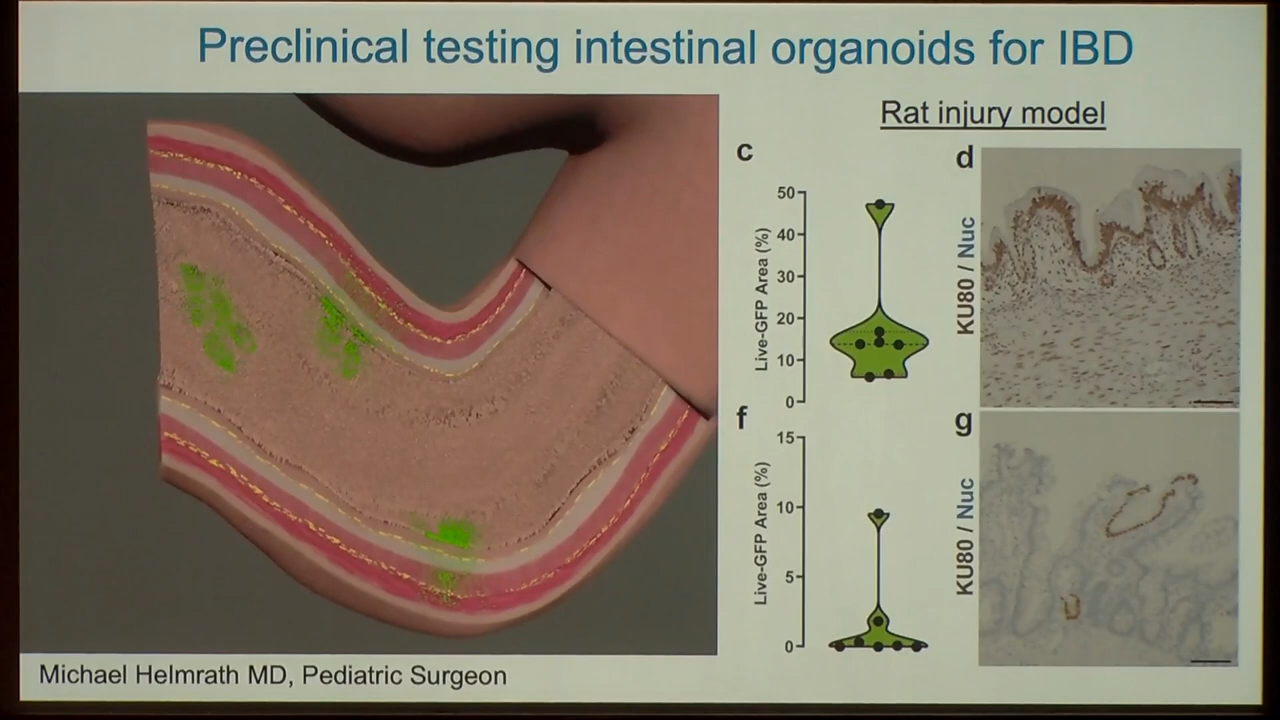 Preclinical testing intestinal organoids for IBD
Rat injury model
c
Live-GFP Area (%)
50
40
30
20
10
0
d
KU80 / Nuc
f
Live-GFP Area (%)
15
10
5
0
g
KU80 / Nuc
Michael Helmrath MD, Pediatric Surgeon